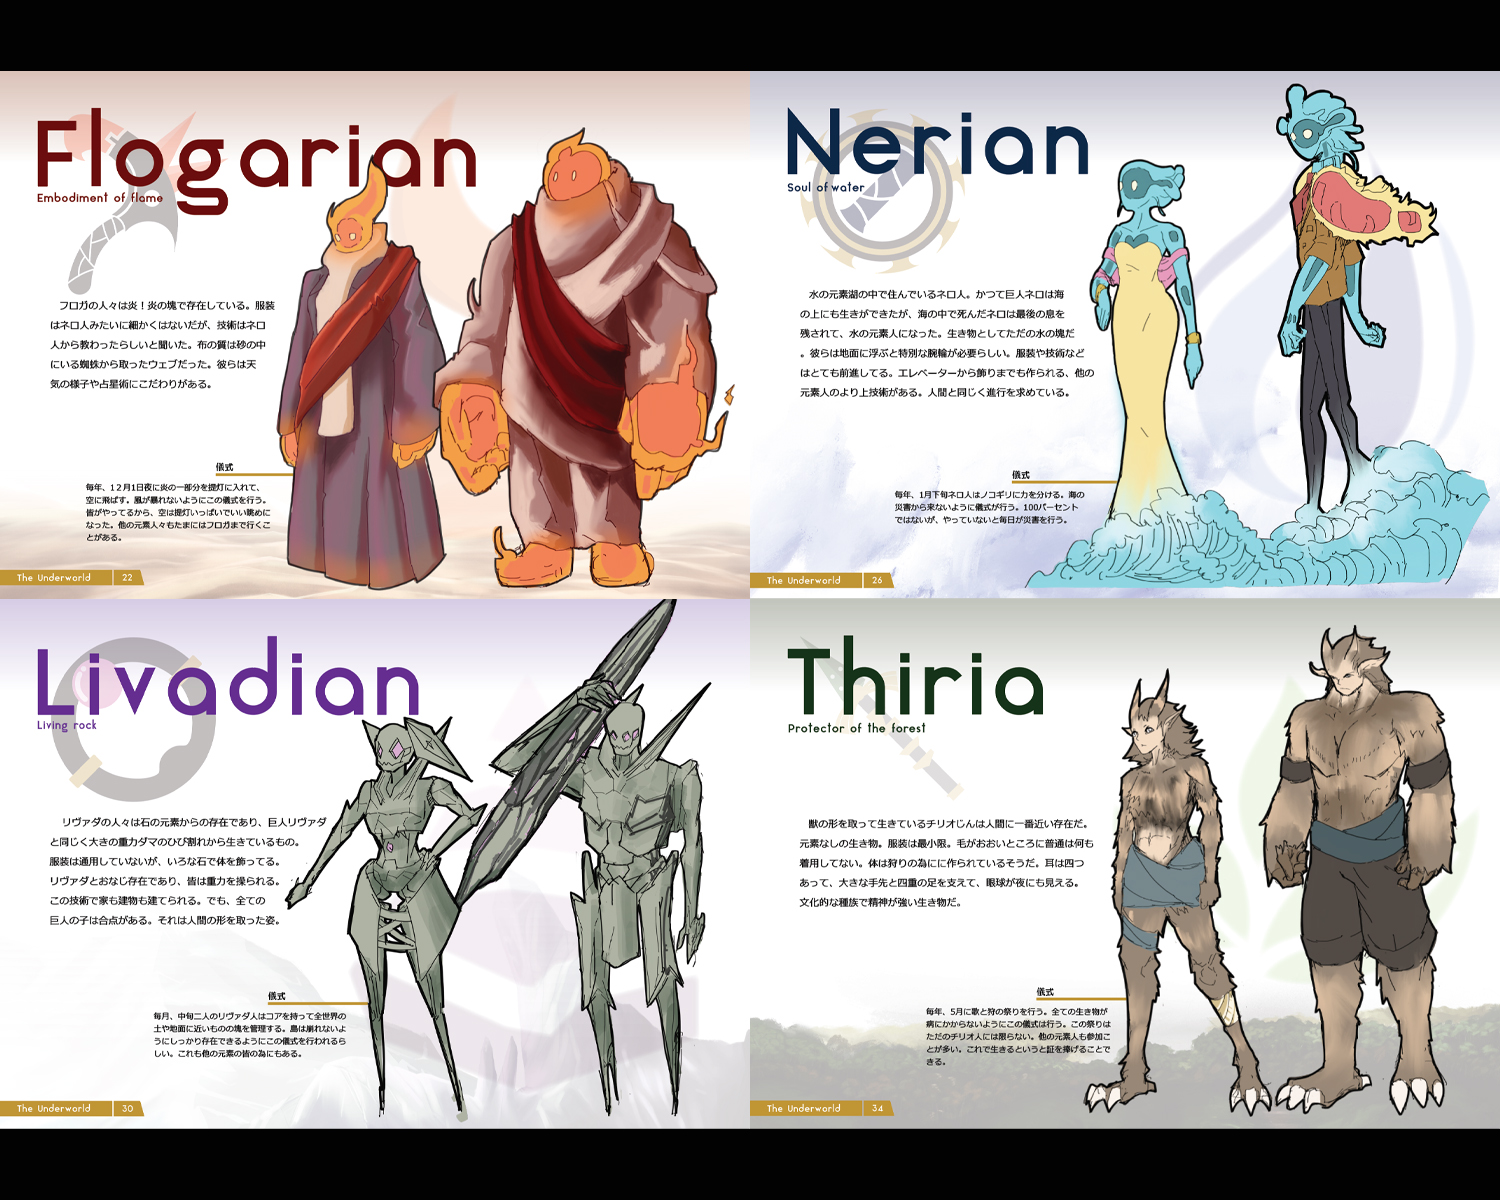 Flogarian
Embodiment of flame
フロガの人々は炎！炎の塊で存在している。服装
はネロ人みたいに細かくはないだが、技術はネロ
人から教わったらしいと聞いた。布の質は砂の中
にいる蜘蛛から取ったウェブだった。彼らは天
気の様子や占星術にこだわりがある。
儀式
毎年、１２月1日夜に炎の一部分を提灯に入れて、
空に飛ばす。風が暴れないようにこの儀式を行う。
皆がやってるから、空は提灯いっぱいでいい眺めに
なった。他の元素人々もたまにはフロガまで行くこ
とがある。
The Underworld 22
Nerian
Soul of water
水の元素湖の中で住んでいるネロ人。かつて巨人ネロは海
の上にも生きができたが、海の中で死んだネロは最後の息を
残されて、水の元素人になった。生き物としてただの水の塊だ
。彼らは地面に浮ぶと特別な腕輪が必要らしい。服装や技術など
はとても前進してる。エレベーターから飾りまでも作られる、他の
元素人のより上技術がある。人間と同じく進行を求めている。
儀式
毎年、1月下旬ネロ人はノコギリに力を分ける。海の
災害から来ないように儀式が行う。100パーセント
ではないが、やっていないと毎日が災害を行う。
The Underworld 26
Livadian
Living rock
リヴァダの人々は石の元素からの存在であり、巨人リヴァダ
と同じく大きの重力ダマのひび割れから生きているもの。
服装は通用していないが、いろな石で体を飾ってる。
リヴァダとおなじ存在であり、皆は重力を操られる。
この技術で家も建物も建てられる。でも、全ての
巨人の子は合点がある。それは人間の形を取った姿。
儀式
毎月、中旬二人のリヴァダ人はコアを持って全世界の
土や地面に近いものの塊を管理する。島は崩れないよ
うにしっかり存在できるようにこの儀式を行われるら
しい。これも他の元素の皆の為にもある。
The Underworld 30
Thiria
Protector of the forest
獣の形を取って生きているチリオじんは人間に一番近い存在だ。
元素なしの生き物。服装は最小限。毛がおおいところに普通は何も
着用してない。体は狩りの為にに作られているそうだ。耳は四つ
あって、大きな手先と四重の足を支えて、眼球が夜にも見える。
文化的な種族で精神が強い生き物だ。
儀式
毎年、5月に歌と狩の祭りを行う。全ての生き物が
病にかからないようにこの儀式は行う。この祭りは
ただのチリオ人には限らない。他の元素人も参加こ
とが多い。これで生きるというと証を捧げることで
きる。
The Underworld 34